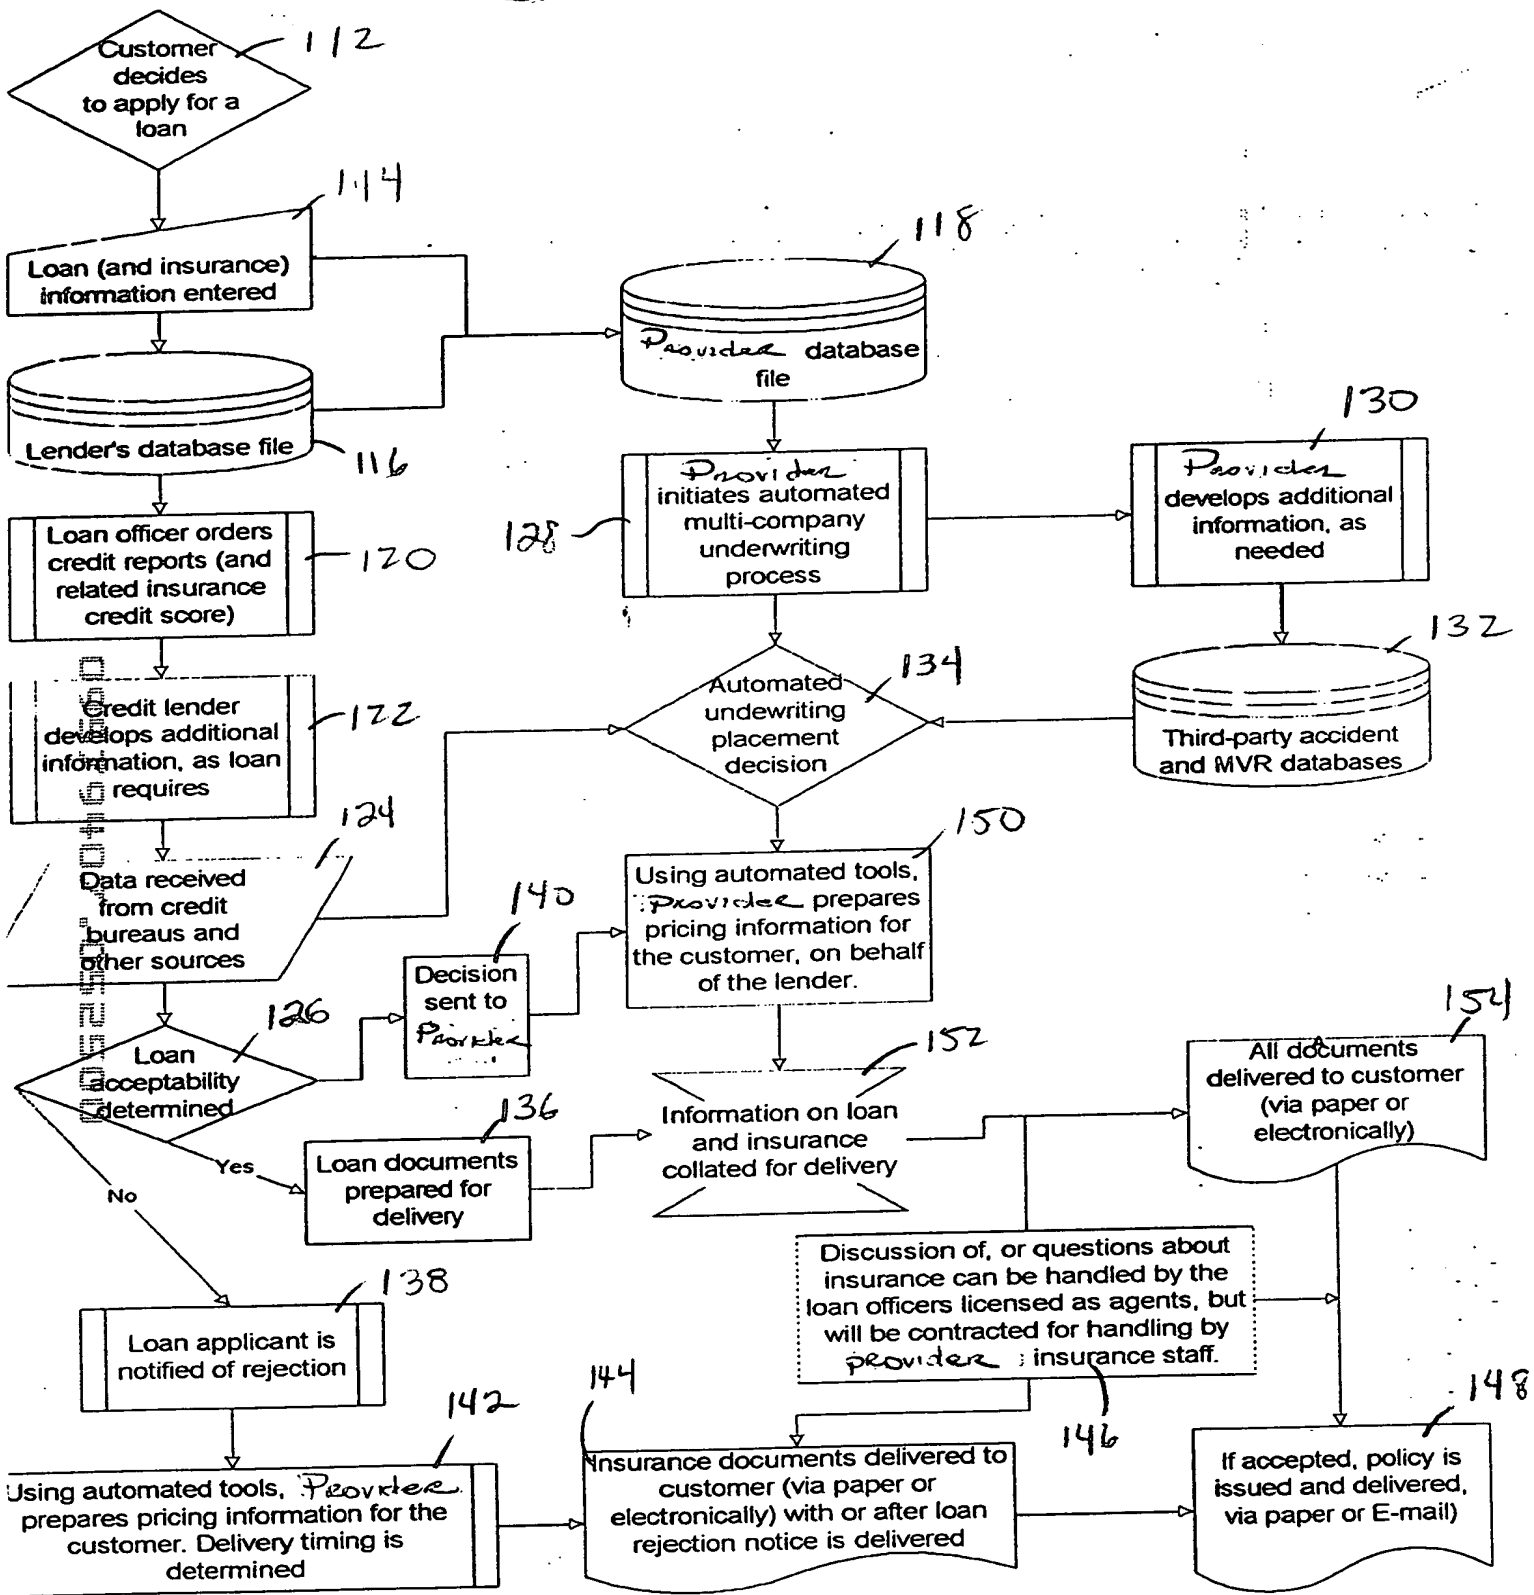 Customer
decides
to apply for a
loan
112
114
Loan (and insurance)
information entered
118
Provider database
file
Lender's database file
116
130
Provider
initiates automated
multi-company
underwriting
process
128
Provider
develops additional
information, as
needed
Loan officer orders
credit reports (and
related insurance
credit score)
120
132
Third-party accident
and MVR databases
134
Automated
undewriting
placement
decision
Credit lender
develops additional
information, as loan
requires
122
124
Data received
from credit
bureaus and
other sources
150
Using automated tools,
Provider prepares
pricing information for
the customer, on behalf
of the lender.
140
Decision
sent to
Provider
126
Loan
acceptability
determined
152
Information on loan
and insurance
collated for delivery
154
All documents
delivered to customer
(via paper or
electronically)
136
Loan documents
prepared for
delivery
Yes
No
Discussion of, or questions about
insurance can be handled by the
loan officers licensed as agents, but
will be contracted for handling by
provider insurance staff.
146
138
Loan applicant is
notified of rejection
142
Using automated tools, Provider
prepares pricing information for the
customer. Delivery timing is
determined
144
Insurance documents delivered to
customer (via paper or
electronically) with or after loan
rejection notice is delivered
148
If accepted, policy is
issued and delivered,
via paper or E-mail)